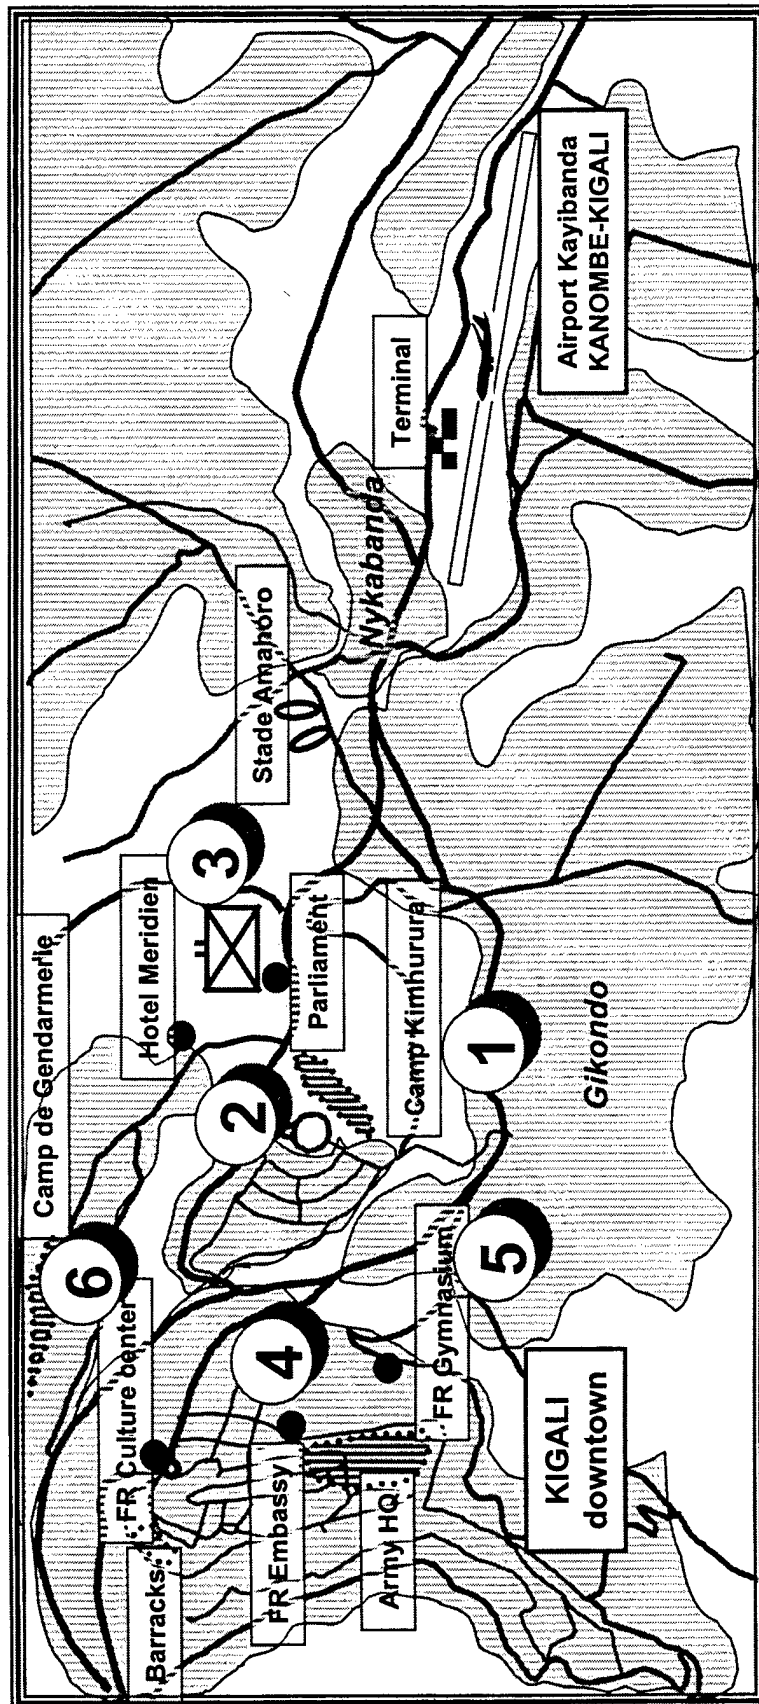 Camp de Gendarmerie
6
FR Culture center
Barracks
Hotel Meridien
3
Stade Amahoro
2
Parliament
4
FR Embassy
Army HQ
Camp Kimhurura
Nykabanda
Terminal
1
5
FR Gymnasium
Gikondo
KIGALI
downtown
Airport Kayibanda
KANOMBE-KIGALI